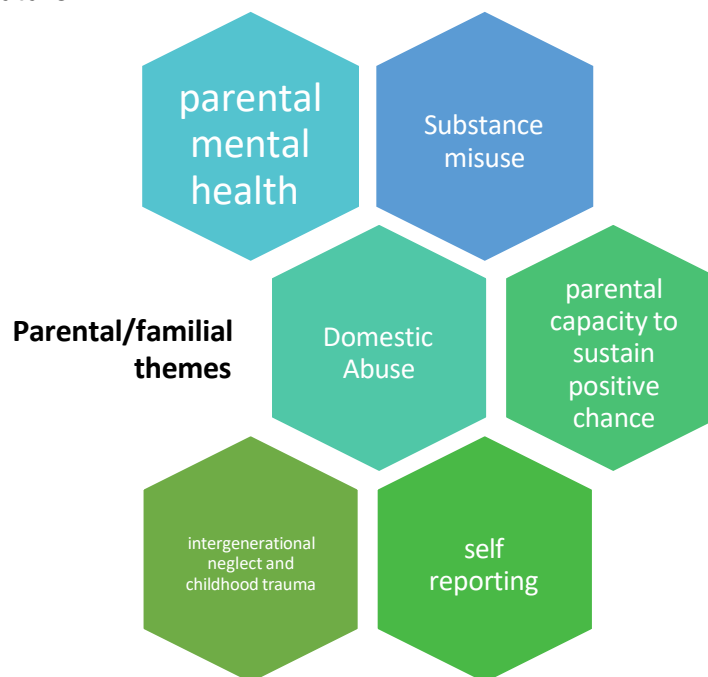 parental
mental
health
Substance
misuse
Parental/familial
themes
Domestic
Abuse
parental
capacity to
sustain
positive
chance
intergenerational
neglect and
childhood trauma
self
reporting